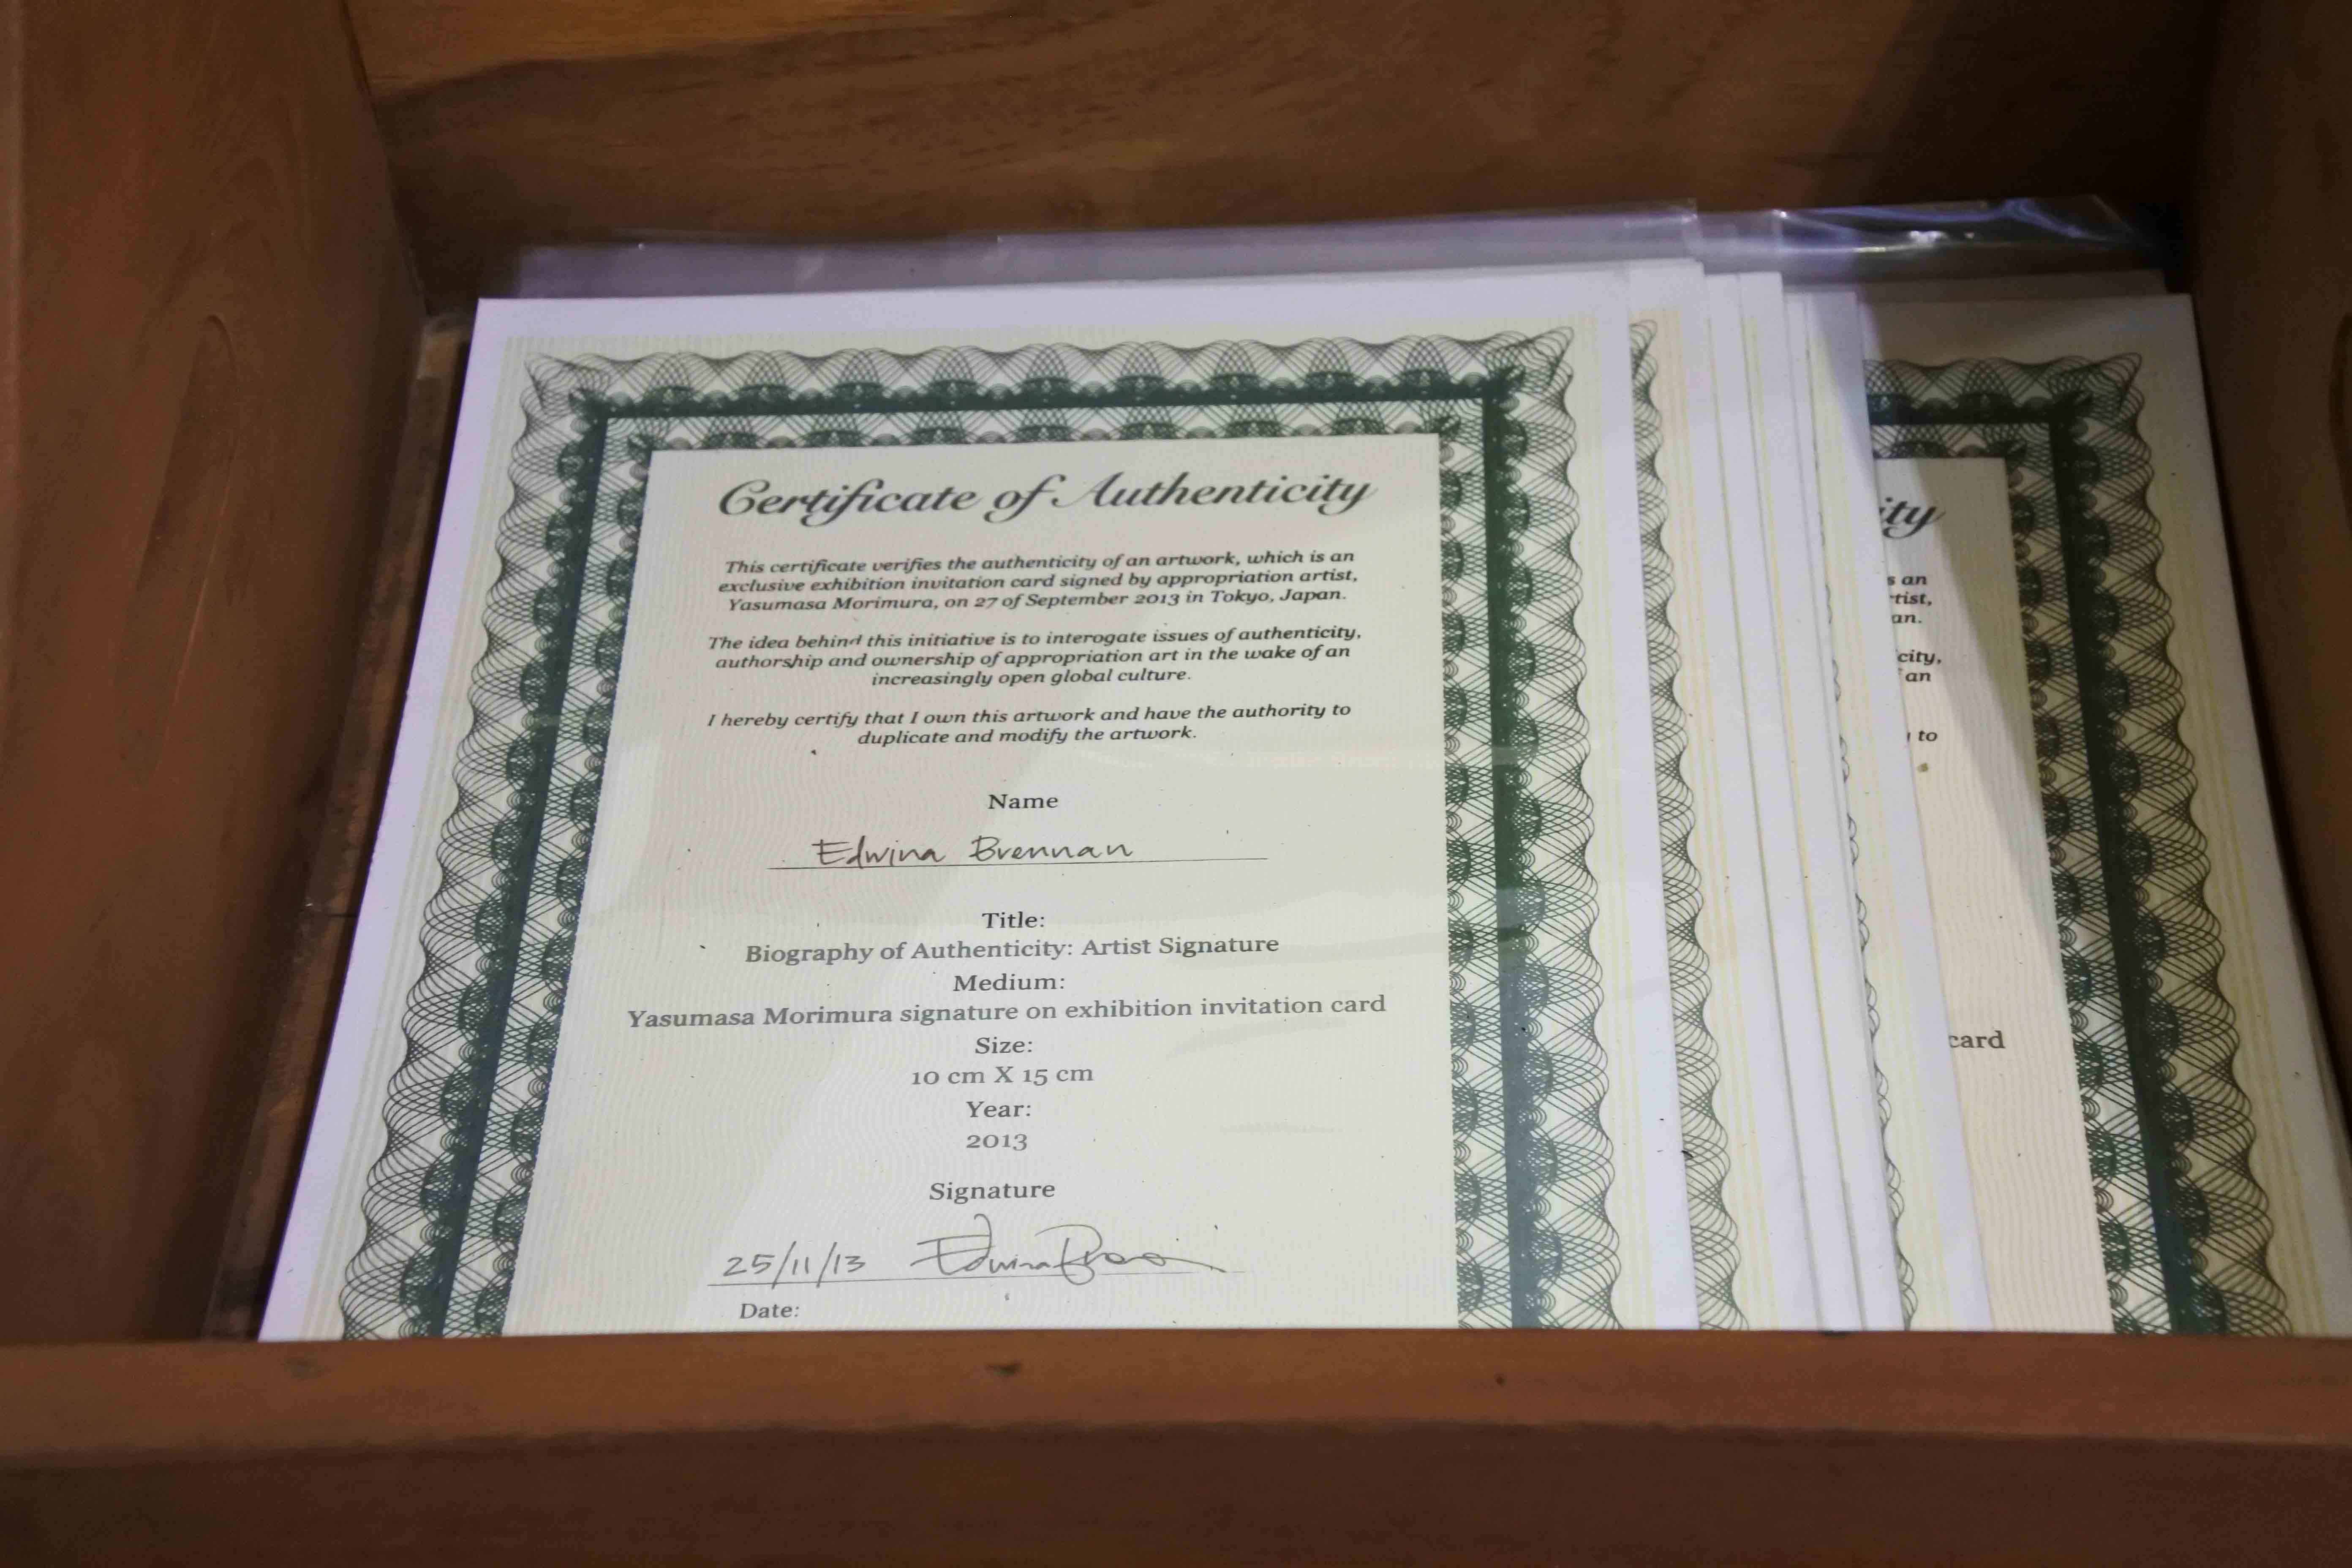 Certificate of Authenticity
This certificate verifies the authenticity of an artwork, which is an
exclusive exhibition invitation card signed by appropriation artist,
Yasumasa Morimura, on 27 of September 2013 in Tokyo, Japan.
The idea behind this initiative is to interogate issues of authenticity,
authorship and ownership of appropriation art in the wake of an
increasingly open global culture.
I hereby certify that I own this artwork and have the authority to
duplicate and modify the artwork.
Name
Edwina Brennan
Title:
Biography of Authenticity: Artist Signature
Medium:
Yasumasa Morimura signature on exhibition invitation card
Size:
10 cm X 15 cm
Year:
2013
Signature
25/11/13 Edwina
Date:
ity
s an
tist,
an.
city,
an
to
card